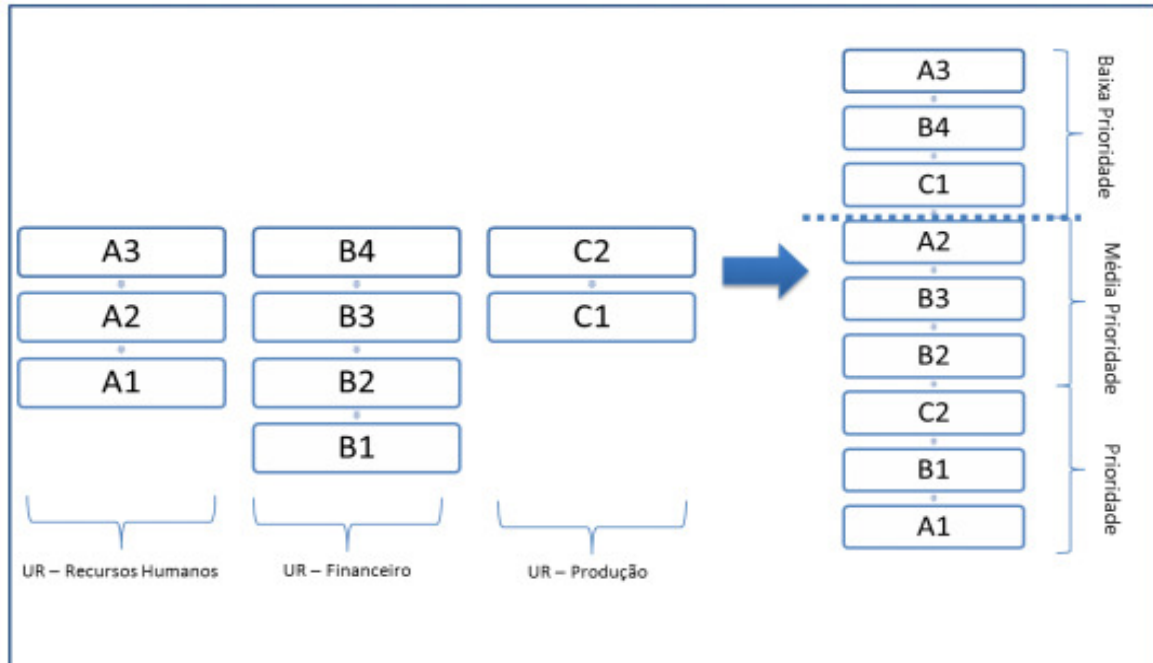 A3
A2
A1
UR – Recursos Humanos
B4
B3
B2
B1
UR – Financeiro
C2
C1
UR – Produção
A3
B4
C1
A2
B3
B2
C2
B1
A1
Baixa Prioridade
Média Prioridade
Prioridade